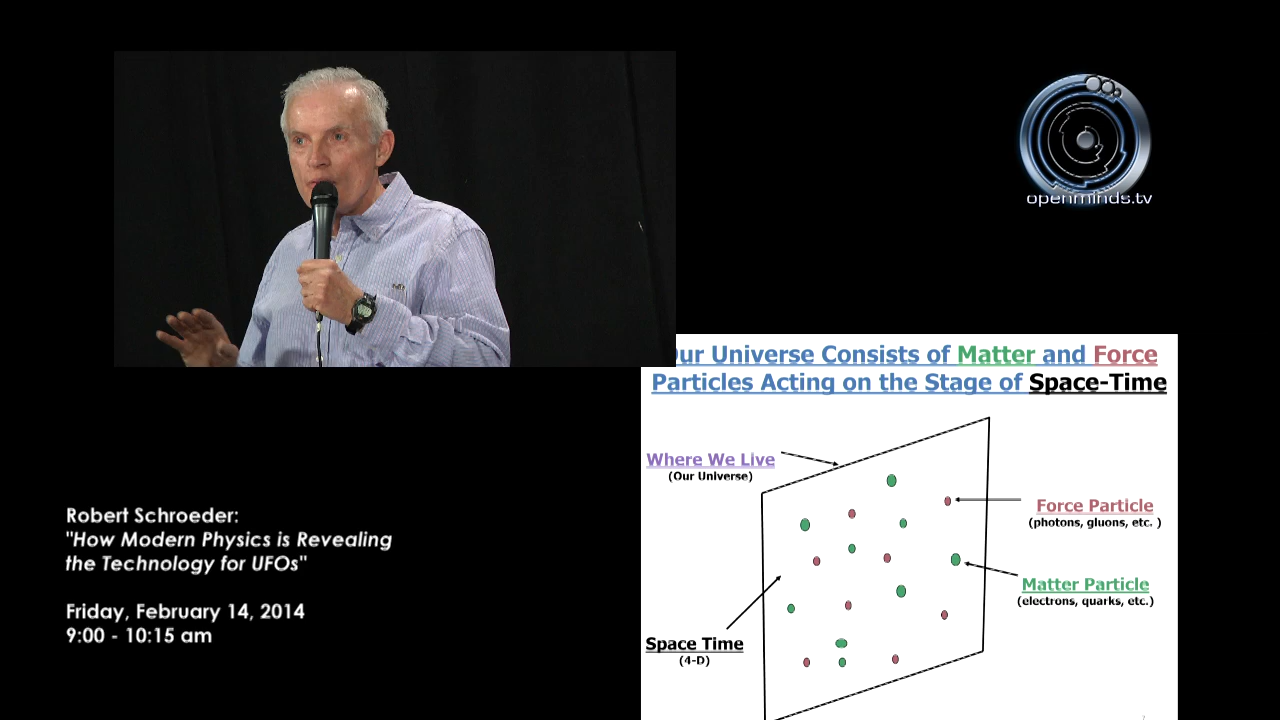 openminds.tv
ur Universe Consists of Matter and Force
Particles Acting on the Stage of Space-Time
Where We Live
(Our Universe)
Force Particle
(photons, gluons, etc. )
Matter Particle
(electrons, quarks, etc.)
Space Time
(4-D)
Robert Schroeder:
"How Modern Physics is Revealing
the Technology for UFOs"
Friday, February 14, 2014
9:00 - 10:15 am